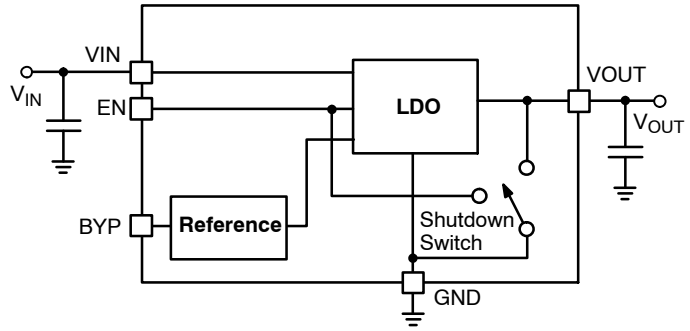 VIN
VOUT
V_IN
EN
LDO
V_OUT
BYP
Reference
Shutdown
Switch
GND